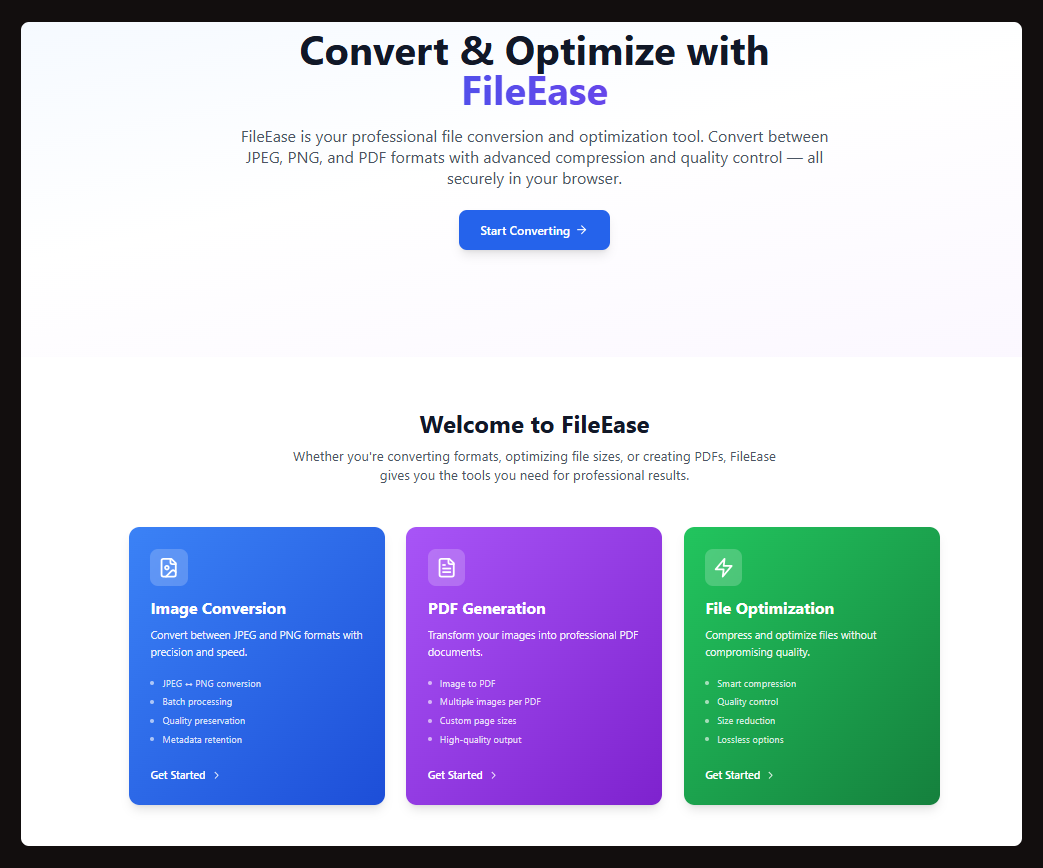 Convert & Optimize with
FileEase
FileEase is your professional file conversion and optimization tool. Convert between
JPEG, PNG, and PDF formats with advanced compression and quality control — all
securely in your browser.
Start Converting →
Welcome to FileEase
Whether you're converting formats, optimizing file sizes, or creating PDFs, FileEase
gives you the tools you need for professional results.
Image Conversion
Convert between JPEG and PNG formats with
precision and speed.
• JPEG ↔ PNG conversion
• Batch processing
• Quality preservation
• Metadata retention
Get Started >
PDF Generation
Transform your images into professional PDF
documents.
• Image to PDF
• Multiple images per PDF
• Custom page sizes
• High-quality output
Get Started >
File Optimization
Compress and optimize files without
compromising quality.
• Smart compression
• Quality control
• Size reduction
• Lossless options
Get Started >